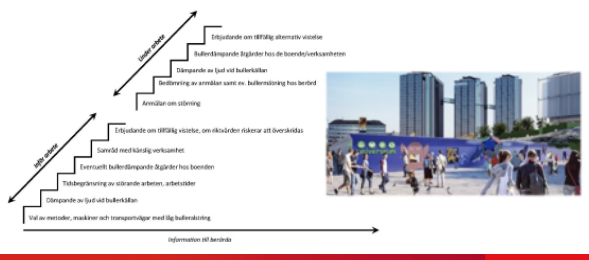 Erbjudande om tillfällig alternativ vistelse
Bullerdämpande åtgärder hos de boende/verksamheten
Dämpande av ljud vid bullerkällan
Bedömning av anmälan samt ev. bullermätning hos berörd
Anmälan om störning
Under arbete
Erbjudande om tillfällig vistelse, om riktvärden riskerar att överskridas
Samråd med känslig verksamhet
Eventuellt bullerdämpande åtgärder hos boenden
Tidsbegränsning av störande arbeten, arbetstider
Dämpande av ljud vid bullerkällan
Val av metoder, maskiner och transportvägar med låg bulleralstring
Inför arbete
Information till berörda